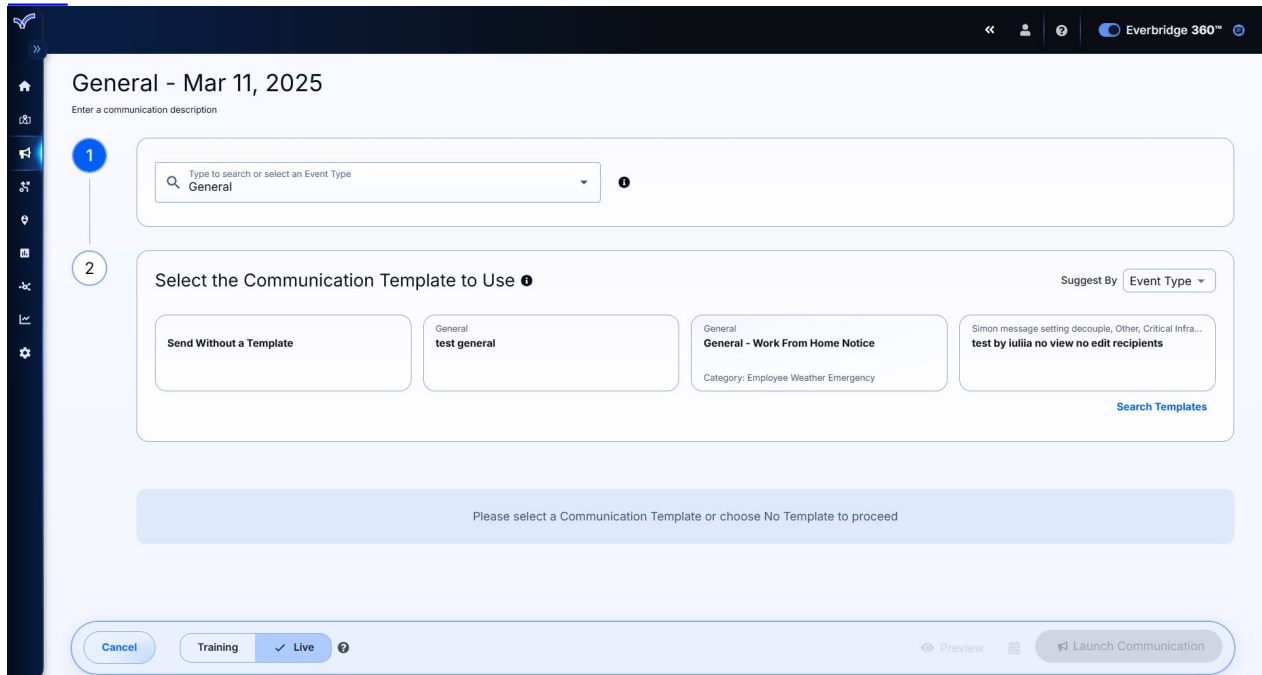 Everbridge 360™
General - Mar 11, 2025
Enter a communication description
1
Type to search or select an Event Type
General
2
Select the Communication Template to Use
Suggest By
Event Type
Send Without a Template
General
test general
General
General - Work From Home Notice
Category: Employee Weather Emergency
Simon message setting decouple, Other, Critical Infra...
test by iuliia no view no edit recipients
Search Templates
Please select a Communication Template or choose No Template to proceed
Cancel
Training
Live
Preview
Launch Communication